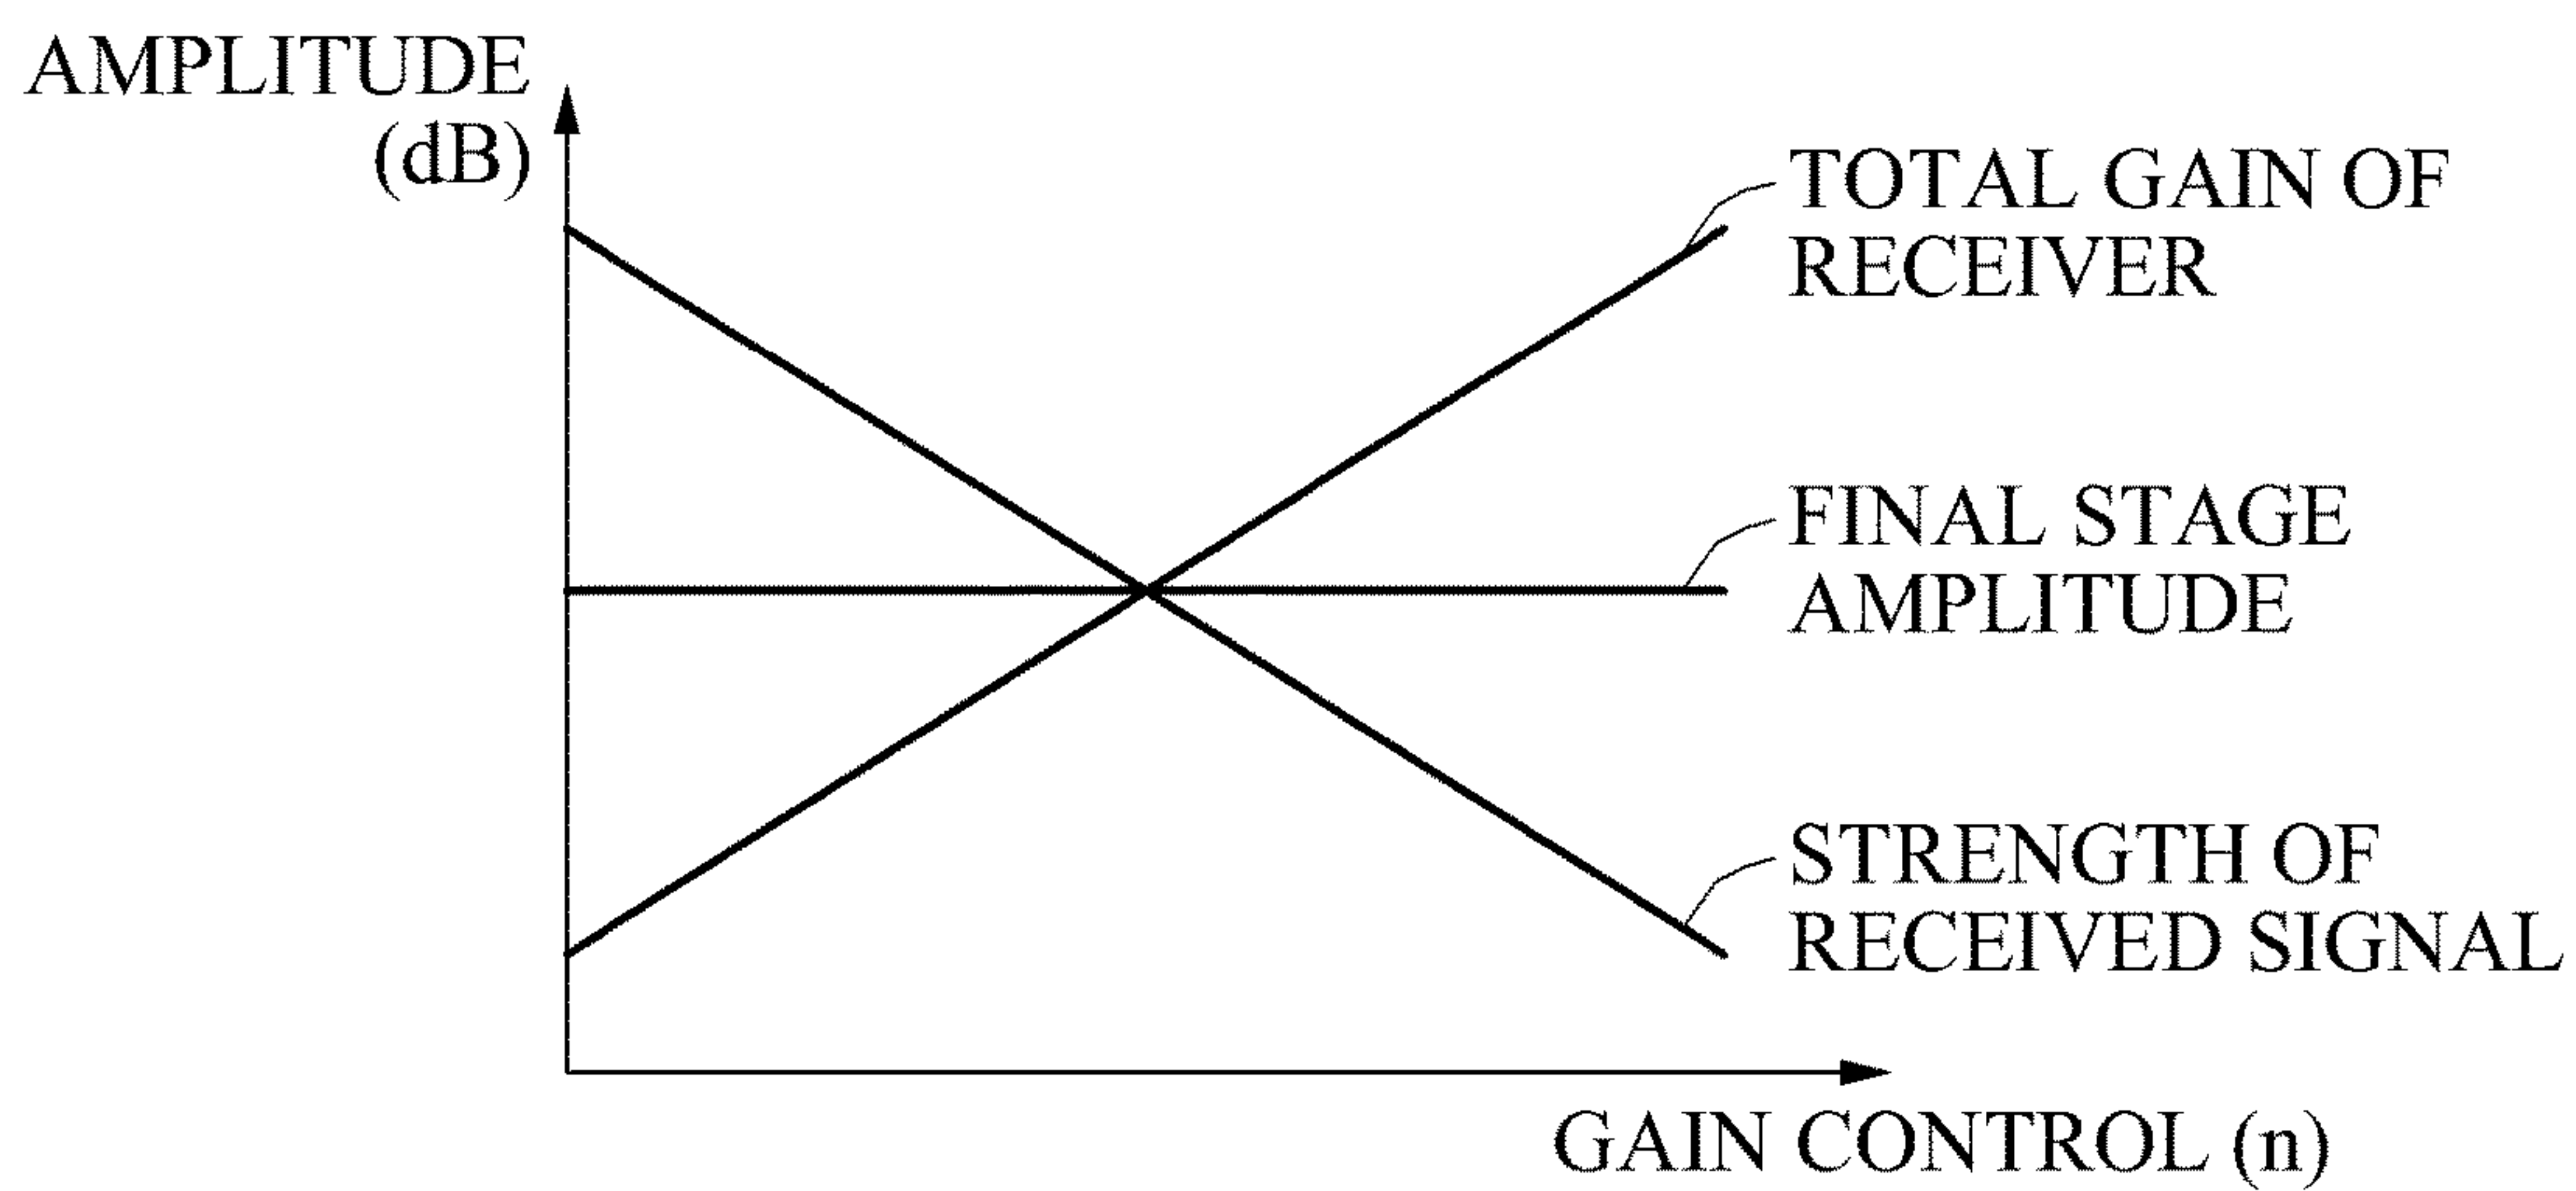 AMPLITUDE
(dB)
TOTAL GAIN OF
RECEIVER
FINAL STAGE
AMPLITUDE
STRENGTH OF
RECEIVED SIGNAL
GAIN CONTROL (n)